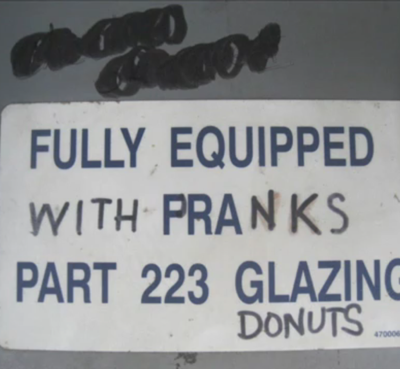 FULLY EQUIPPED
WITH PRANKS
PART 223 GLAZING
DONUTS